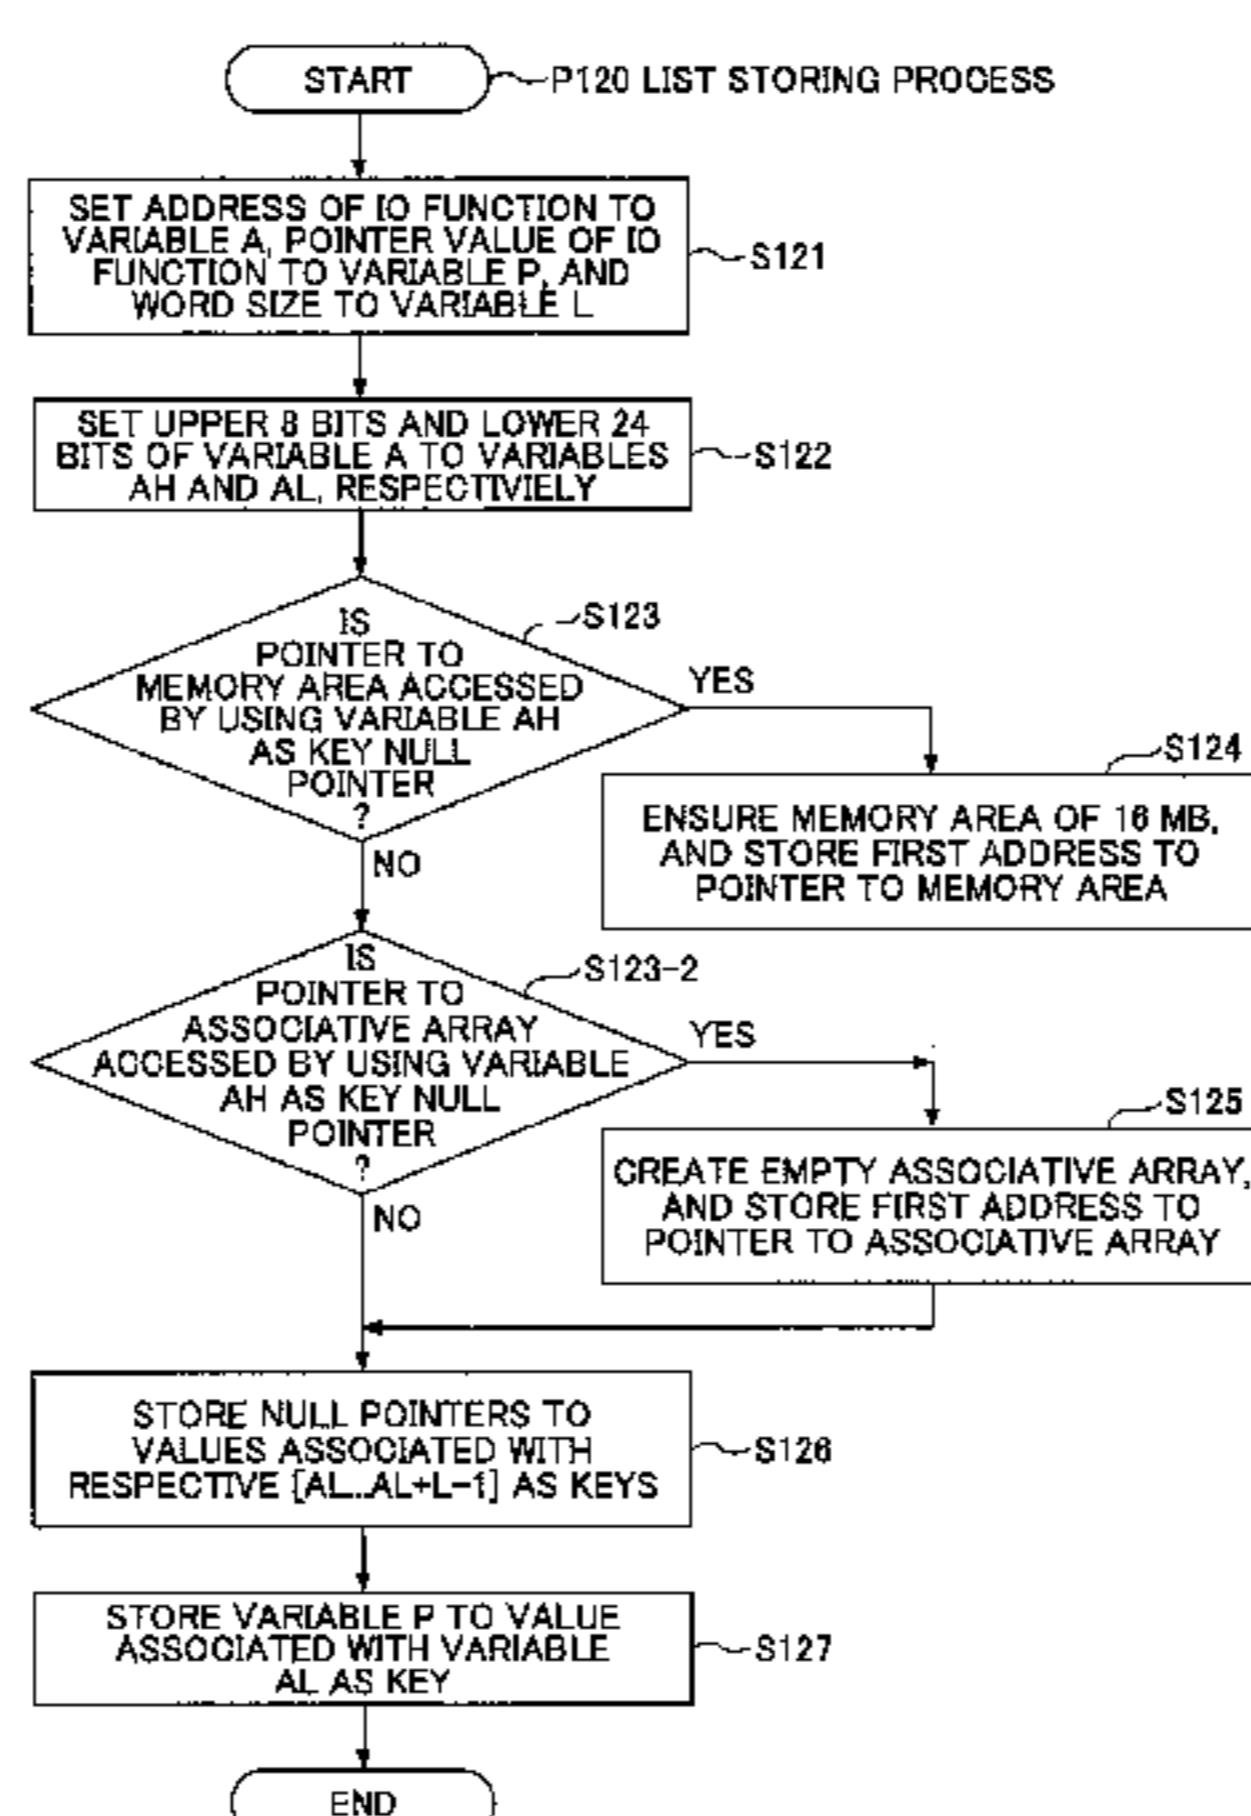 START
P120 LIST STORING PROCESS
SET ADDRESS OF IO FUNCTION TO
VARIABLE A, POINTER VALUE OF IO
FUNCTION TO VARIABLE P, AND
WORD SIZE TO VARIABLE L
S121
SET UPPER 8 BITS AND LOWER 24
BITS OF VARIABLE A TO VARIABLES
AH AND AL, RESPECTIVIELY
S122
IS
POINTER TO
MEMORY AREA ACCESSED
BY USING VARIABLE AH
AS KEY NULL
POINTER
?
S123
YES
NO
S124
ENSURE MEMORY AREA OF 16 MB,
AND STORE FIRST ADDRESS TO
POINTER TO MEMORY AREA
IS
POINTER TO
ASSOCIATIVE ARRAY
ACCESSED BY USING VARIABLE
AH AS KEY NULL
POINTER
?
S123-2
YES
NO
S125
CREATE EMPTY ASSOCIATIVE ARRAY,
AND STORE FIRST ADDRESS TO
POINTER TO ASSOCIATIVE ARRAY
STORE NULL POINTERS TO
VALUES ASSOCIATED WITH
RESPECTIVE [AL..AL+L-1] AS KEYS
S126
STORE VARIABLE P TO VALUE
ASSOCIATED WITH VARIABLE
AL AS KEY
S127
END